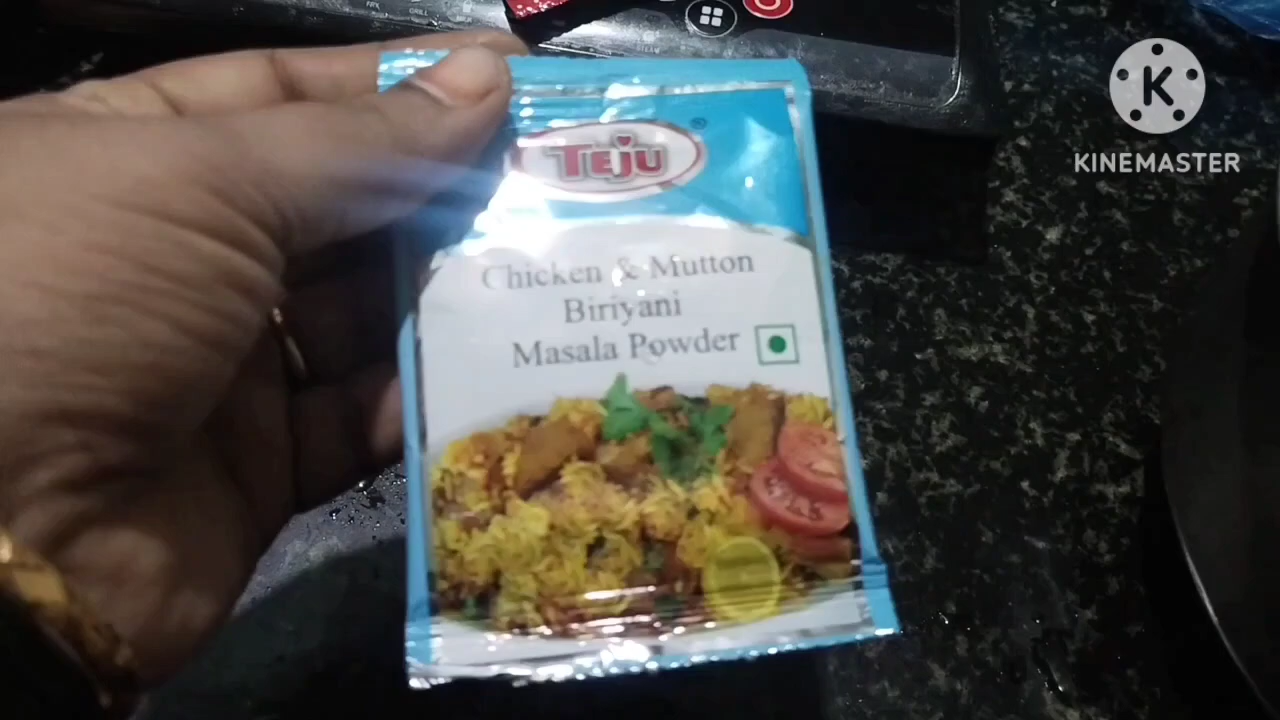 TEJU
®
Chicken & Mutton
Biriyani
Masala Powder
K
KINEMASTER